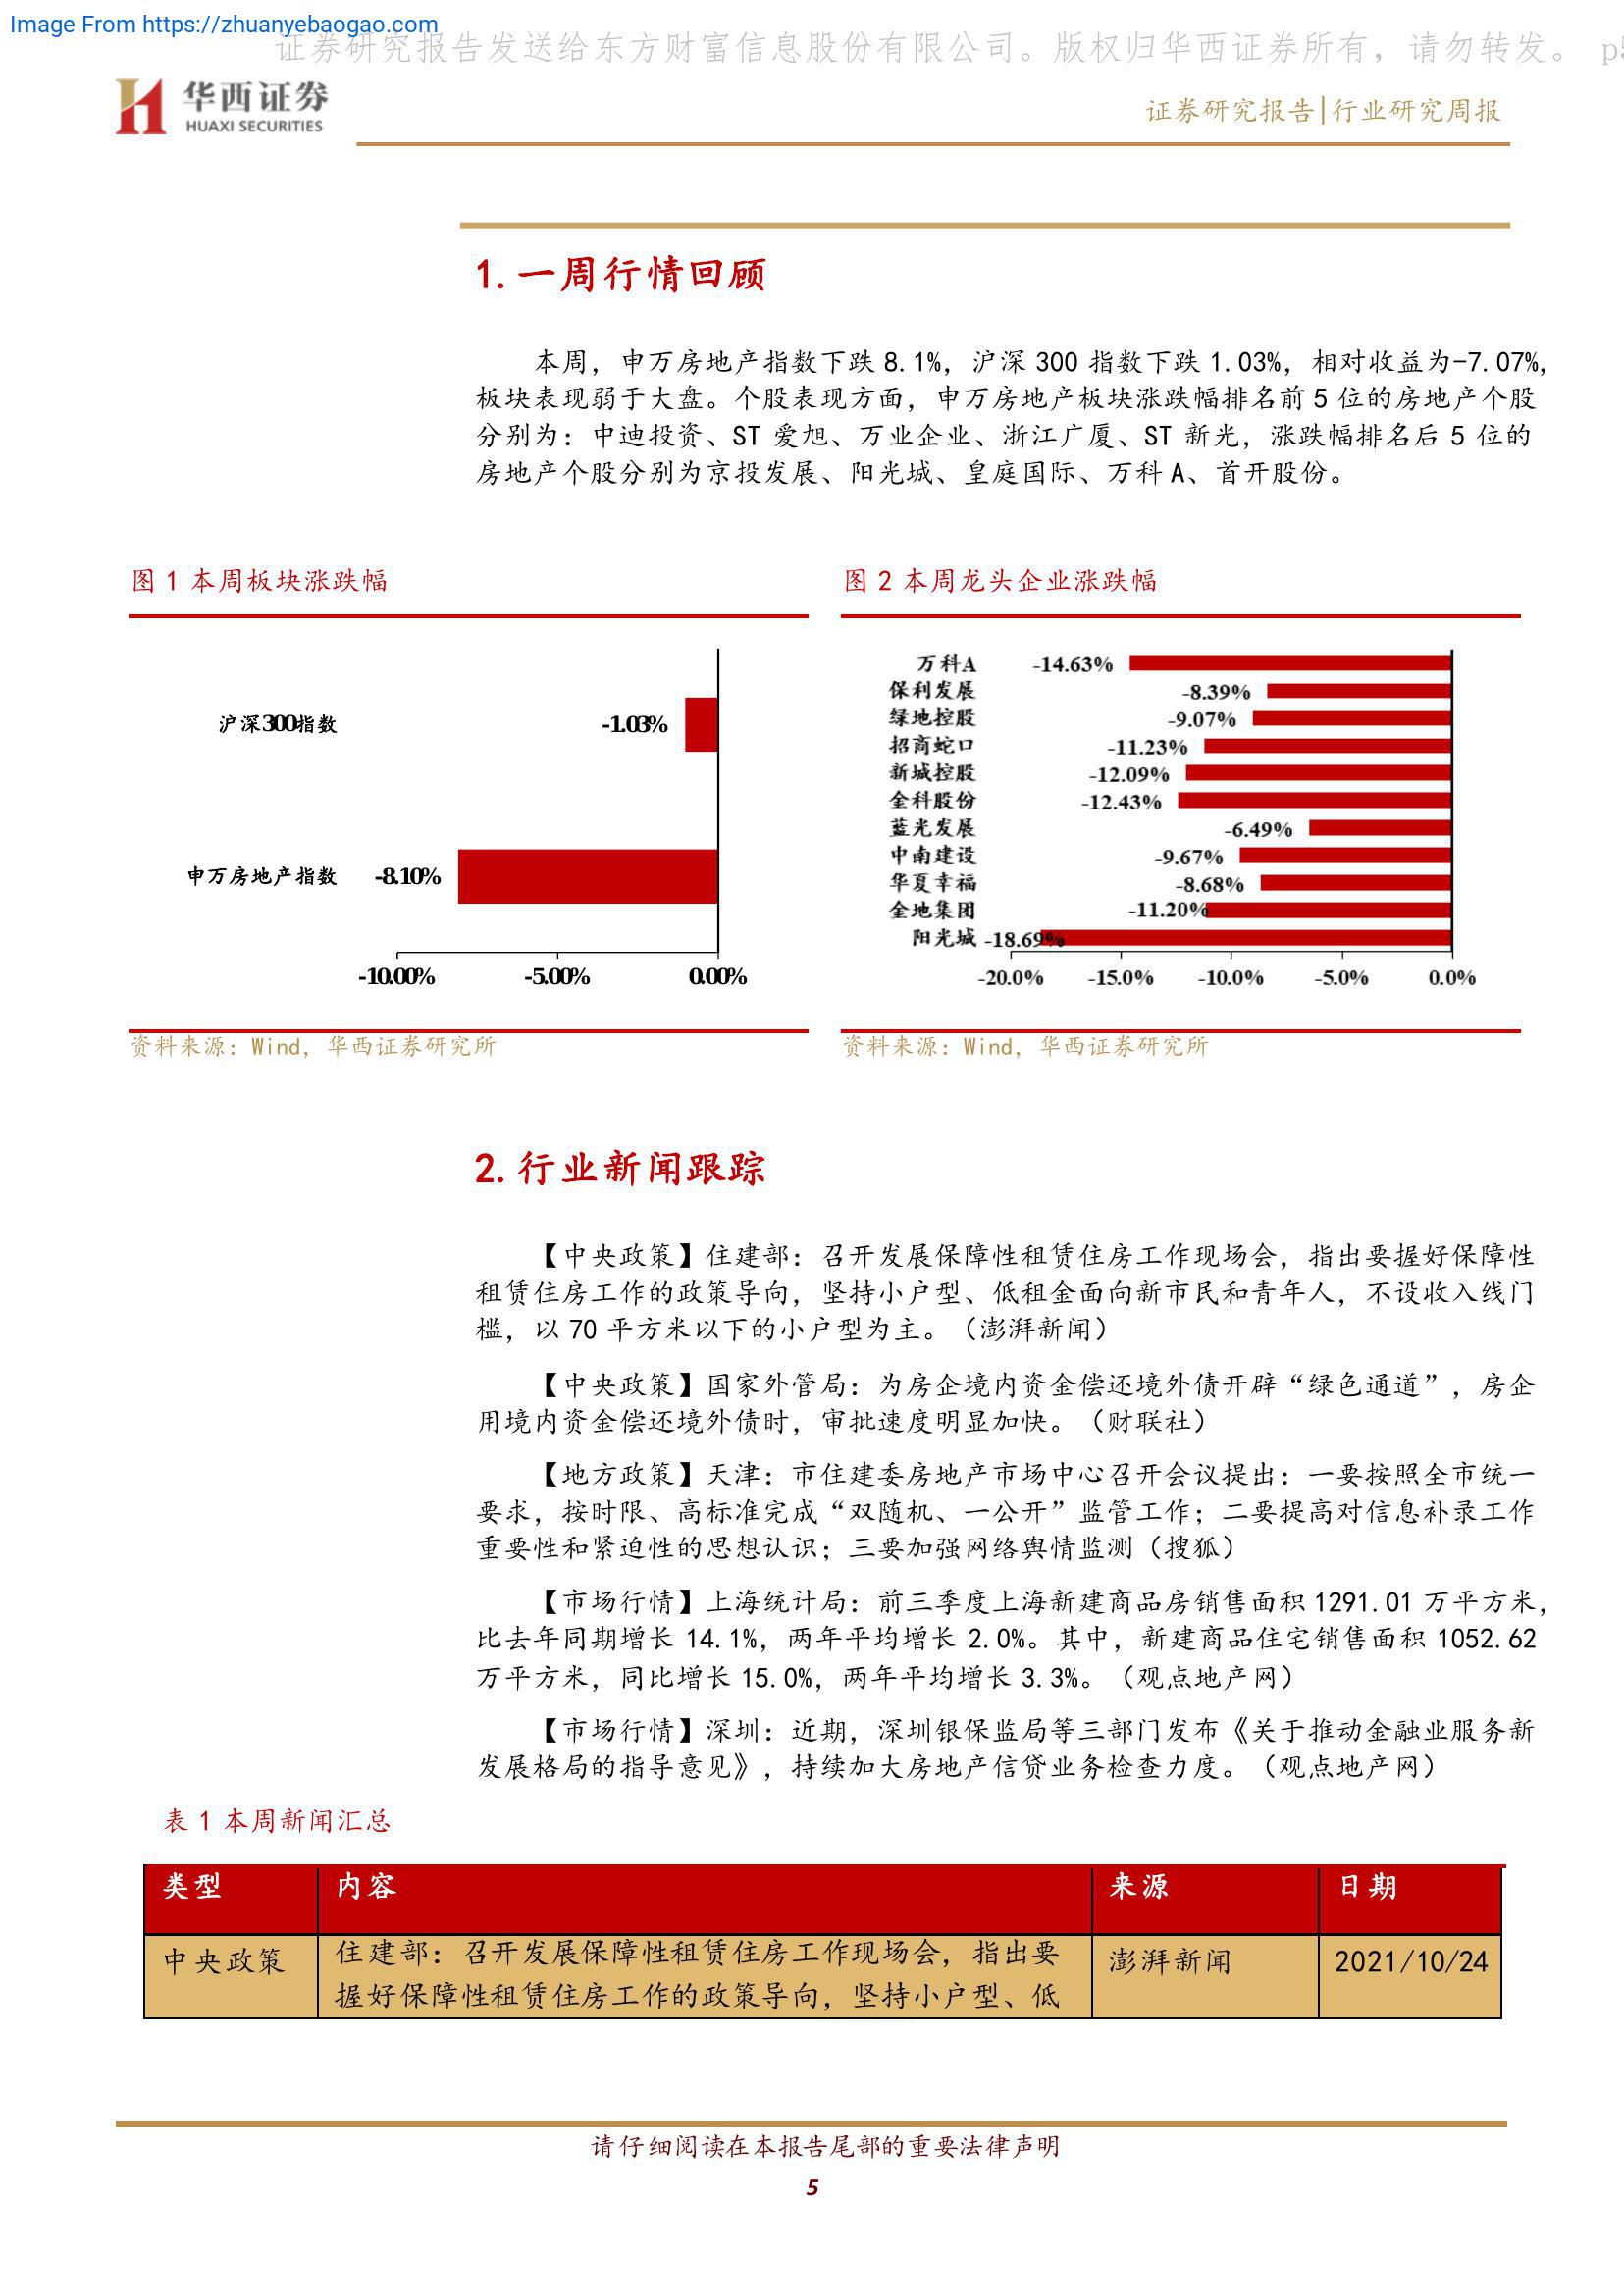 Image From https://zhuanyebaogao.com
证券研究报告发送给东方财富信息股份有限公司。版权归华西证券所有，请勿转发。 p5
华西证券
HUAXI SECURITIES
证券研究报告|行业研究周报
1. 一周行情回顾
本周，申万房地产指数下跌 8.1%，沪深 300 指数下跌 1.03%，相对收益为-7.07%，
板块表现弱于大盘。个股表现方面，申万房地产板块涨跌幅排名前 5 位的房地产个股
分别为：中迪投资、ST 爱旭、万业企业、浙江广厦、ST 新光，涨跌幅排名后 5 位的
房地产个股分别为京投发展、阳光城、皇庭国际、万科 A、首开股份。
图 1 本周板块涨跌幅
沪深300指数 -1.03%
申万房地产指数 -8.10%
-10.00% -5.00% 0.00%
资料来源：Wind，华西证券研究所
图 2 本周龙头企业涨跌幅
万科A -14.63%
保利发展 -8.39%
绿地控股 -9.07%
招商蛇口 -11.23%
新城控股 -12.09%
金科股份 -12.43%
蓝光发展 -6.49%
中南建设 -9.67%
华夏幸福 -8.68%
金地集团 -11.20%
阳光城 -18.69%
-20.0% -15.0% -10.0% -5.0% 0.0%
资料来源：Wind，华西证券研究所
2. 行业新闻跟踪
【中央政策】住建部：召开发展保障性租赁住房工作现场会，指出要握好保障性
租赁住房工作的政策导向，坚持小户型、低租金面向新市民和青年人，不设收入线门
槛，以 70 平方米以下的小户型为主。（澎湃新闻）
【中央政策】国家外管局：为房企境内资金偿还境外债开辟“绿色通道”，房企
用境内资金偿还境外债时，审批速度明显加快。（财联社）
【地方政策】天津：市住建委房地产市场中心召开会议提出：一要按照全市统一
要求，按时限、高标准完成“双随机、一公开”监管工作；二要提高对信息补录工作
重要性和紧迫性的思想认识；三要加强网络舆情监测（搜狐）
【市场行情】上海统计局：前三季度上海新建商品房销售面积 1291.01 万平方米，
比去年同期增长 14.1%，两年平均增长 2.0%。其中，新建商品住宅销售面积 1052.62
万平方米，同比增长 15.0%，两年平均增长 3.3%。（观点地产网）
【市场行情】深圳：近期，深圳银保监局等三部门发布《关于推动金融业服务新
发展格局的指导意见》，持续加大房地产信贷业务检查力度。（观点地产网）
表 1 本周新闻汇总
类型 内容 来源 日期
中央政策 住建部：召开发展保障性租赁住房工作现场会，指出要 澎湃新闻 2021/10/24
握好保障性租赁住房工作的政策导向，坚持小户型、低
请仔细阅读在本报告尾部的重要法律声明
5